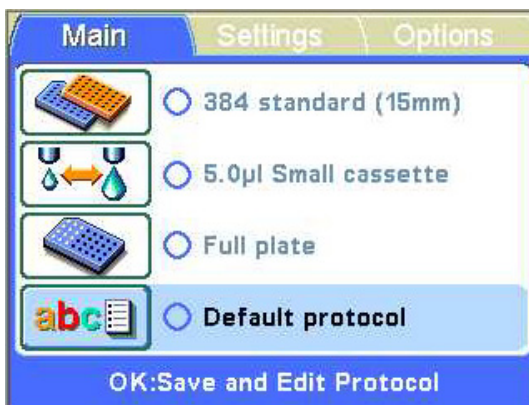 Main Settings Options
384 standard (15mm)
5.0µl Small cassette
Full plate
abc Default protocol
OK:Save and Edit Protocol